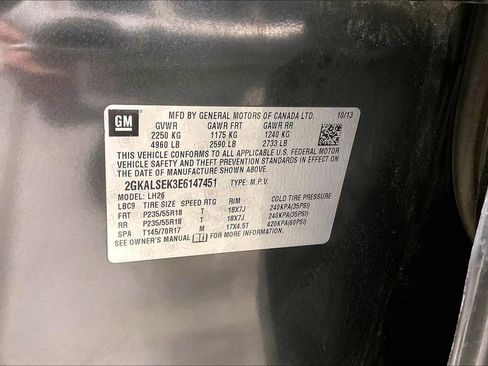 GM
MFD BY GENERAL MOTORS OF CANADA LTD. 10/13
GVWR GAWR FRT GAWR RR
2250 KG 1175 KG 1240 KG
4960 LB 2590 LB 2733 LB
THIS VEHICLE CONFORMS TO ALL APPLICABLE U.S. FEDERAL MOTOR
VEHICLE SAFETY AND THEFT PREVENTION STANDARDS IN EFFECT ON
THE DATE OF MANUFACTURE SHOWN ABOVE.
2GKALSEK3E6147451 TYPE: M.P.V.
MODEL: LH26
LBC9 TIRE SIZE SPEED RTG RIM COLD TIRE PRESSURE
FRT P235/55R18 T 18X7J 240KPA(35PSI)
RR P235/55R18 T 18X7J 240KPA(35PSI)
SPA T145/70R17 M 17X4.5T 420KPA(60PSI)
SEE OWNER'S MANUAL FOR MORE INFORMATION.